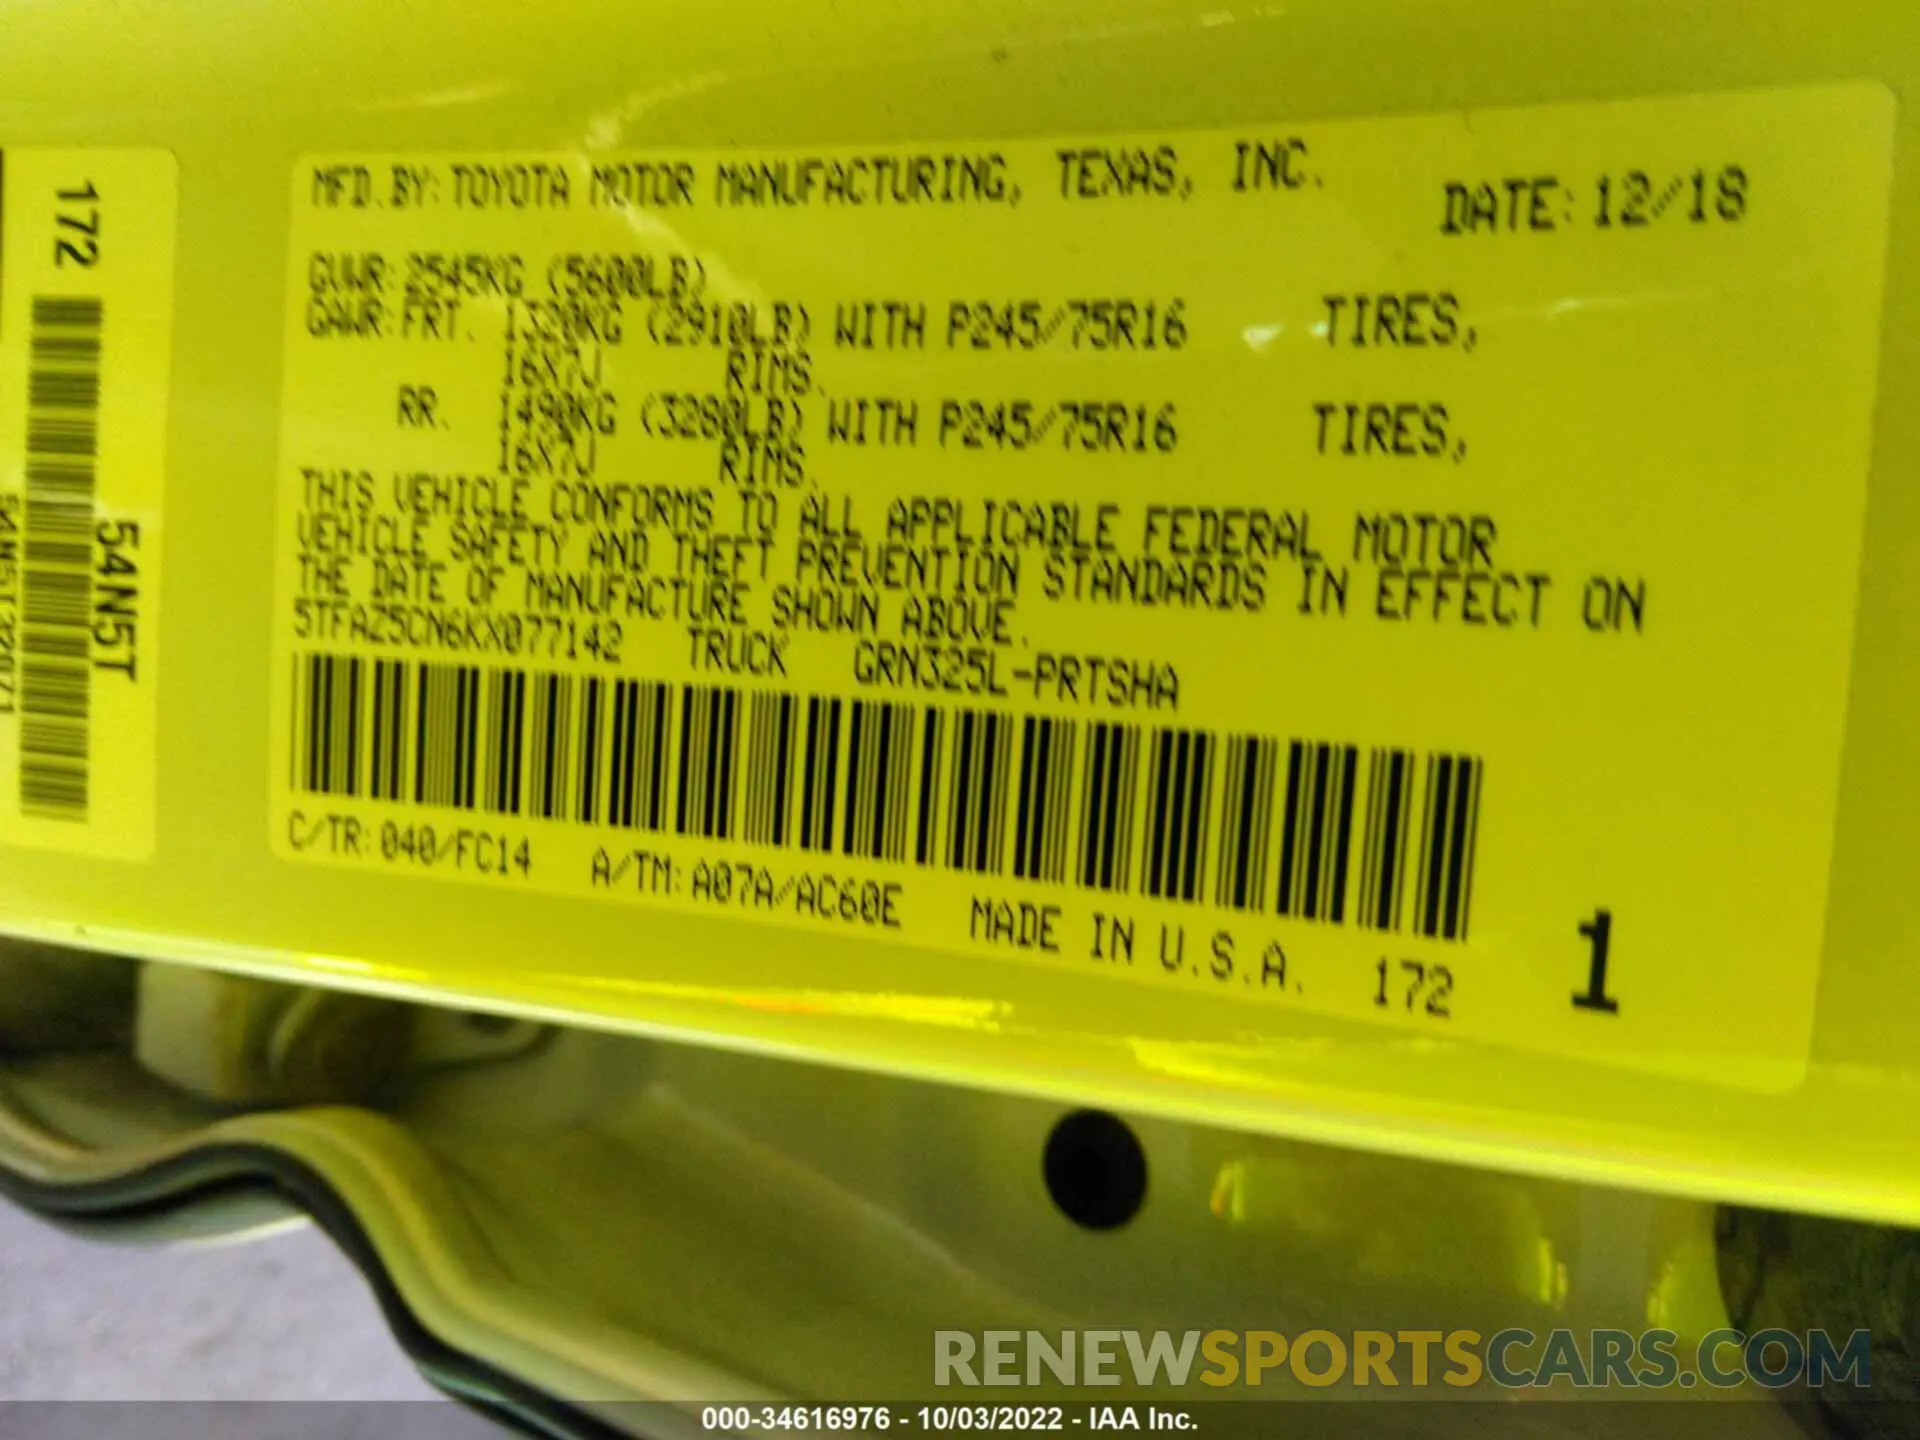 172
54N5T
MFD.BY:TOYOTA MOTOR MANUFACTURING, TEXAS, INC. DATE:12/18
GVWR:2545KG (5600LB)
GAWR:FRT. 1320KG (2910LB) WITH P245/75R16 TIRES,
16X7J RIMS.
RR. 1490KG (3280LB) WITH P245/75R16 TIRES,
16X7J RIMS.
THIS VEHICLE CONFORMS TO ALL APPLICABLE FEDERAL MOTOR
VEHICLE SAFETY AND THEFT PREVENTION STANDARDS IN EFFECT ON
THE DATE OF MANUFACTURE SHOWN ABOVE.
5TFAZ5CN6KX077142 TRUCK GRN325L-PRTSHA
C/TR:040/FC14 A/TM:A07A/AC60E MADE IN U.S.A. 172 1
RENEWSPORTSCARS.COM
000-34616976 - 10/03/2022 - IAA Inc.